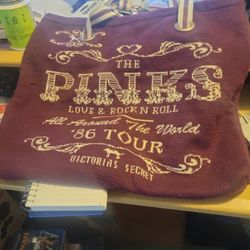 THE
PINKS
LOVE & ROCK N ROLL
All Around The World
'86 TOUR
VICTORIA'S SECRET